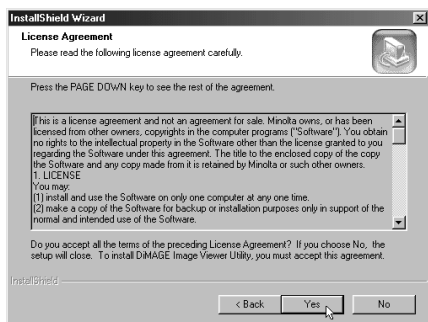 InstallShield Wizard
License Agreement
Please read the following license agreement carefully.
Press the PAGE DOWN key to see the rest of the agreement.
This is a license agreement and not an agreement for sale. Minolta owns, or has been
licensed from other owners, copyrights in the computer programs ("Software"). You obtain
no rights to the intellectual property in the Software other than the license granted to you
regarding the Software under this agreement. The title to the enclosed copy of the copy
the Software and any copy made from it is retained by Minolta or such other owners.
1. LICENSE
You may:
(1) install and use the Software on only one computer at any one time.
(2) make a copy of the Software for backup or installation purposes only in support of the
normal and intended use of the Software.
Do you accept all the terms of the preceding License Agreement? If you choose No, the
setup will close. To install DiMAGE Image Viewer Utility, you must accept this agreement.
InstallShield
< Back Yes No